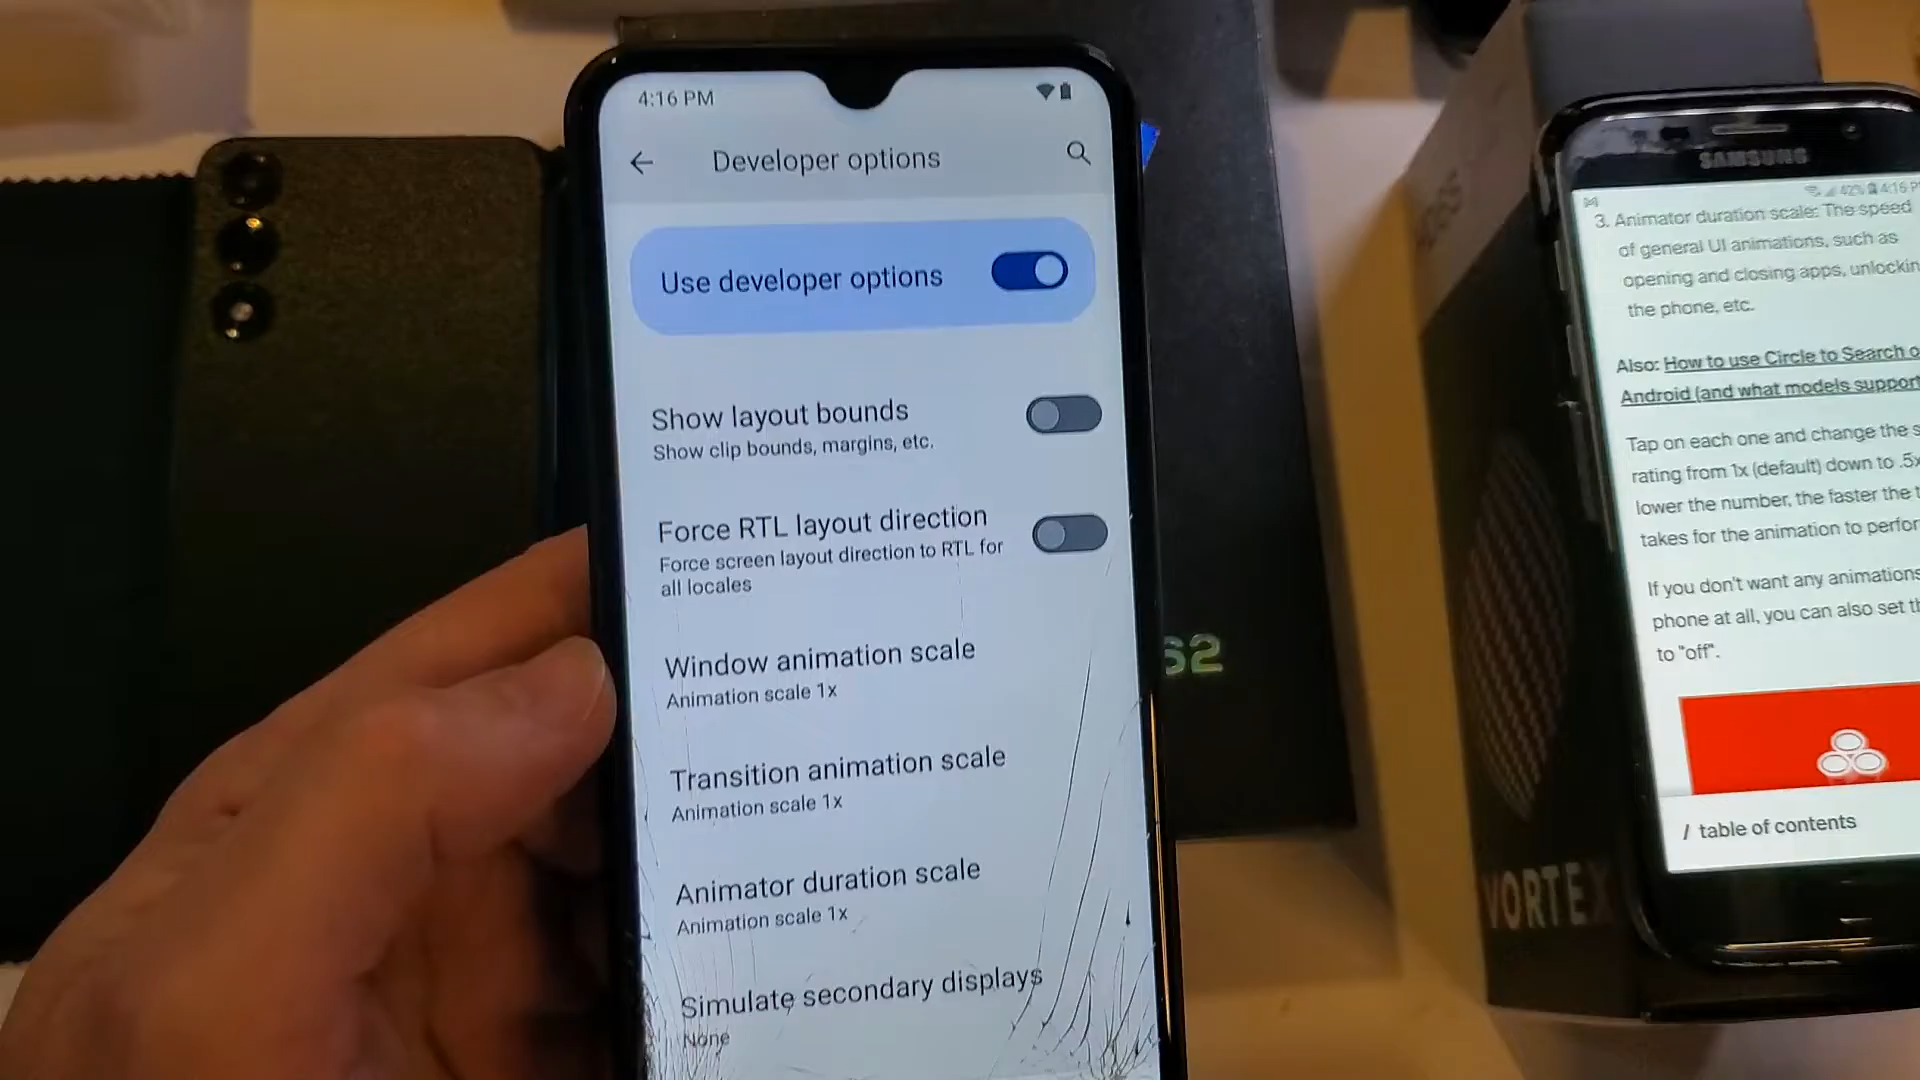 4:16 PM
Developer options
Use developer options
Show layout bounds
Show clip bounds, margins, etc.
Force RTL layout direction
Force screen layout direction to RTL for
all locales
Window animation scale
Animation scale 1x
Transition animation scale
Animation scale 1x
Animator duration scale
Animation scale 1x
Simulate secondary displays
None
62
VORTEX
SAMSUNG
42% 4:16 P
3. Animator duration scale: The speed
of general UI animations, such as
opening and closing apps, unlockin
the phone, etc.
Also: How to use Circle to Search o
Android (and what models support
Tap on each one and change the s
rating from 1x (default) down to .5x
lower the number, the faster the t
takes for the animation to perfor
If you don't want any animations
phone at all, you can also set th
to "off".
/ table of contents